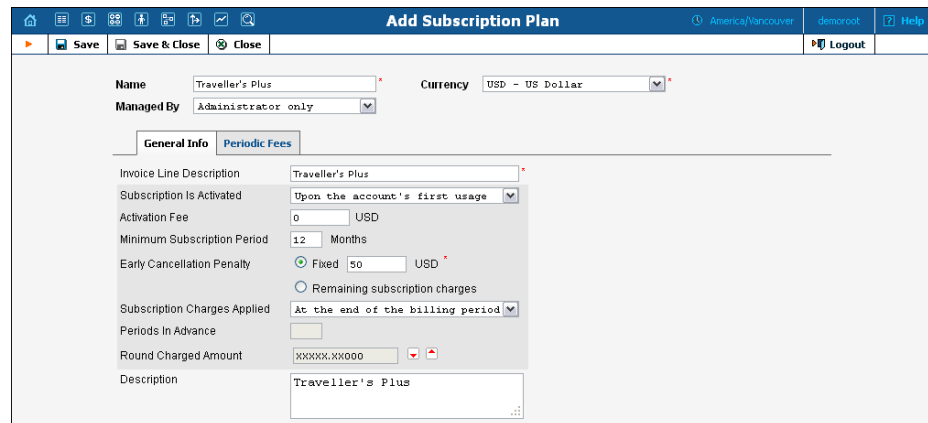 Add Subscription Plan America/Vancouver demoroot ? Help
Save Save & Close Close Logout
Name Traveller's Plus * Currency USD - US Dollar *
Managed By Administrator only
General Info Periodic Fees
Invoice Line Description Traveller's Plus *
Subscription Is Activated Upon the account's first usage
Activation Fee 0 USD
Minimum Subscription Period 12 Months
Early Cancellation Penalty Fixed 50 USD *
Remaining subscription charges
Subscription Charges Applied At the end of the billing period
Periods In Advance
Round Charged Amount XXXXX.XX000
Description Traveller's Plus